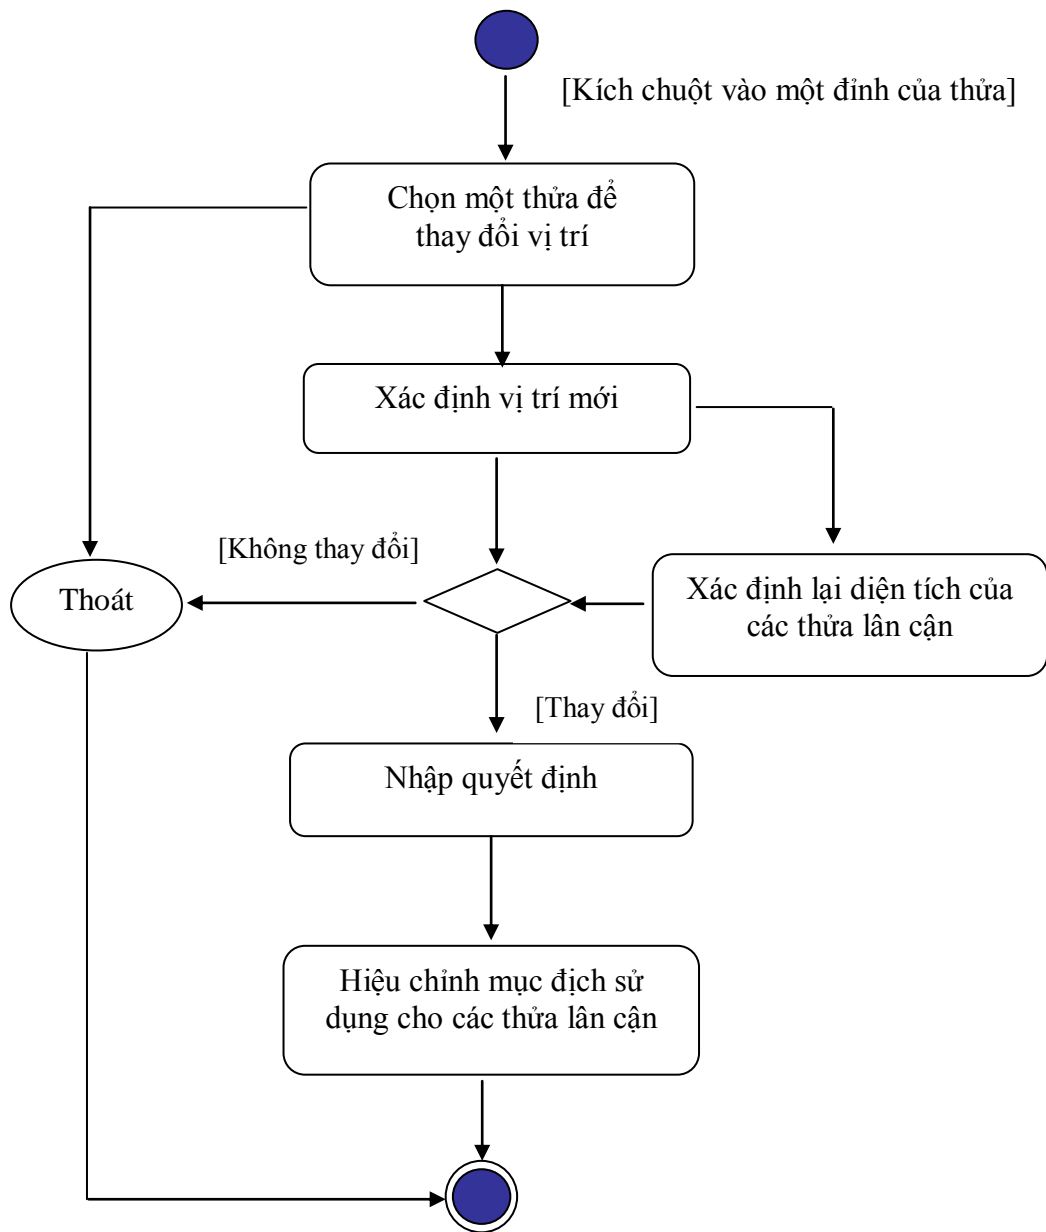 [Kích chuột vào một đỉnh của thửa]
Chọn một thửa để
thay đổi vị trí
Xác định vị trí mới
[Không thay đổi]
Thoát
Xác định lại diện tích của
các thửa lân cận
[Thay đổi]
Nhập quyết định
Hiệu chỉnh mục địch sử
dụng cho các thửa lân cận